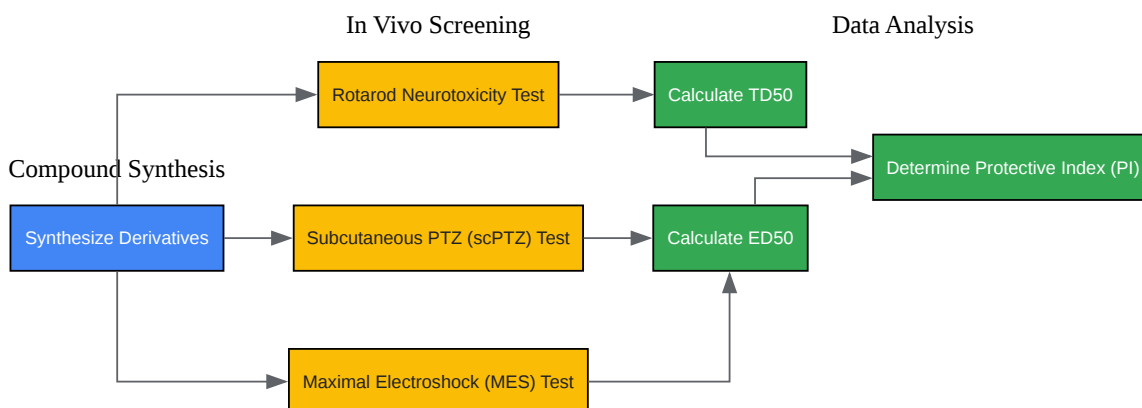 In Vivo Screening
Data Analysis
Rotarod Neurotoxicity Test
Calculate TD50
Compound Synthesis
Determine Protective Index (PI)
Synthesize Derivatives
Subcutaneous PTZ (scPTZ) Test
Calculate ED50
Maximal Electroshock (MES) Test